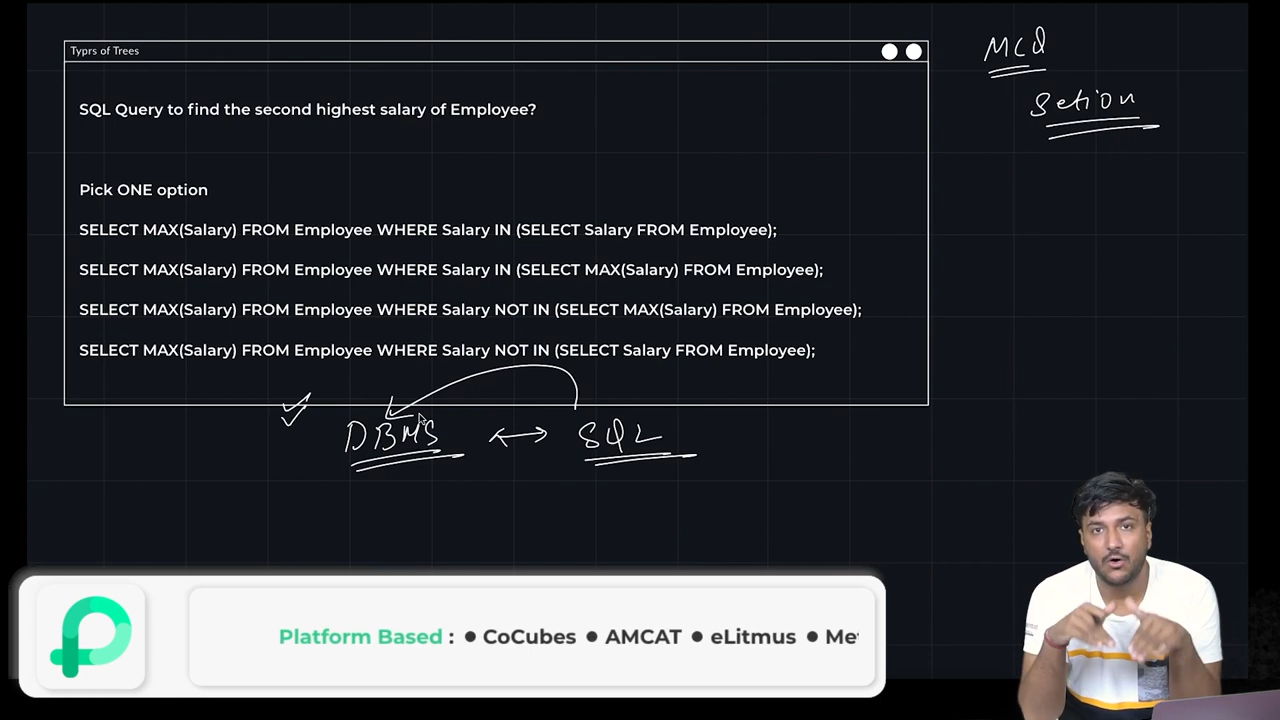 Typrs of Trees
SQL Query to find the second highest salary of Employee?
Pick ONE option
SELECT MAX(Salary) FROM Employee WHERE Salary IN (SELECT Salary FROM Employee);
SELECT MAX(Salary) FROM Employee WHERE Salary IN (SELECT MAX(Salary) FROM Employee);
SELECT MAX(Salary) FROM Employee WHERE Salary NOT IN (SELECT MAX(Salary) FROM Employee);
SELECT MAX(Salary) FROM Employee WHERE Salary NOT IN (SELECT Salary FROM Employee);
MCQ
Setion
DBMS ↔ SQL
Platform Based : • CoCubes • AMCAT • eLitmus •